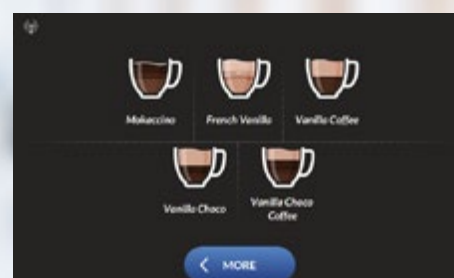 Mokaccino
French Vanilla
Vanilla Coffee
Vanilla Choco
Vanilla Choco
Coffee
MORE